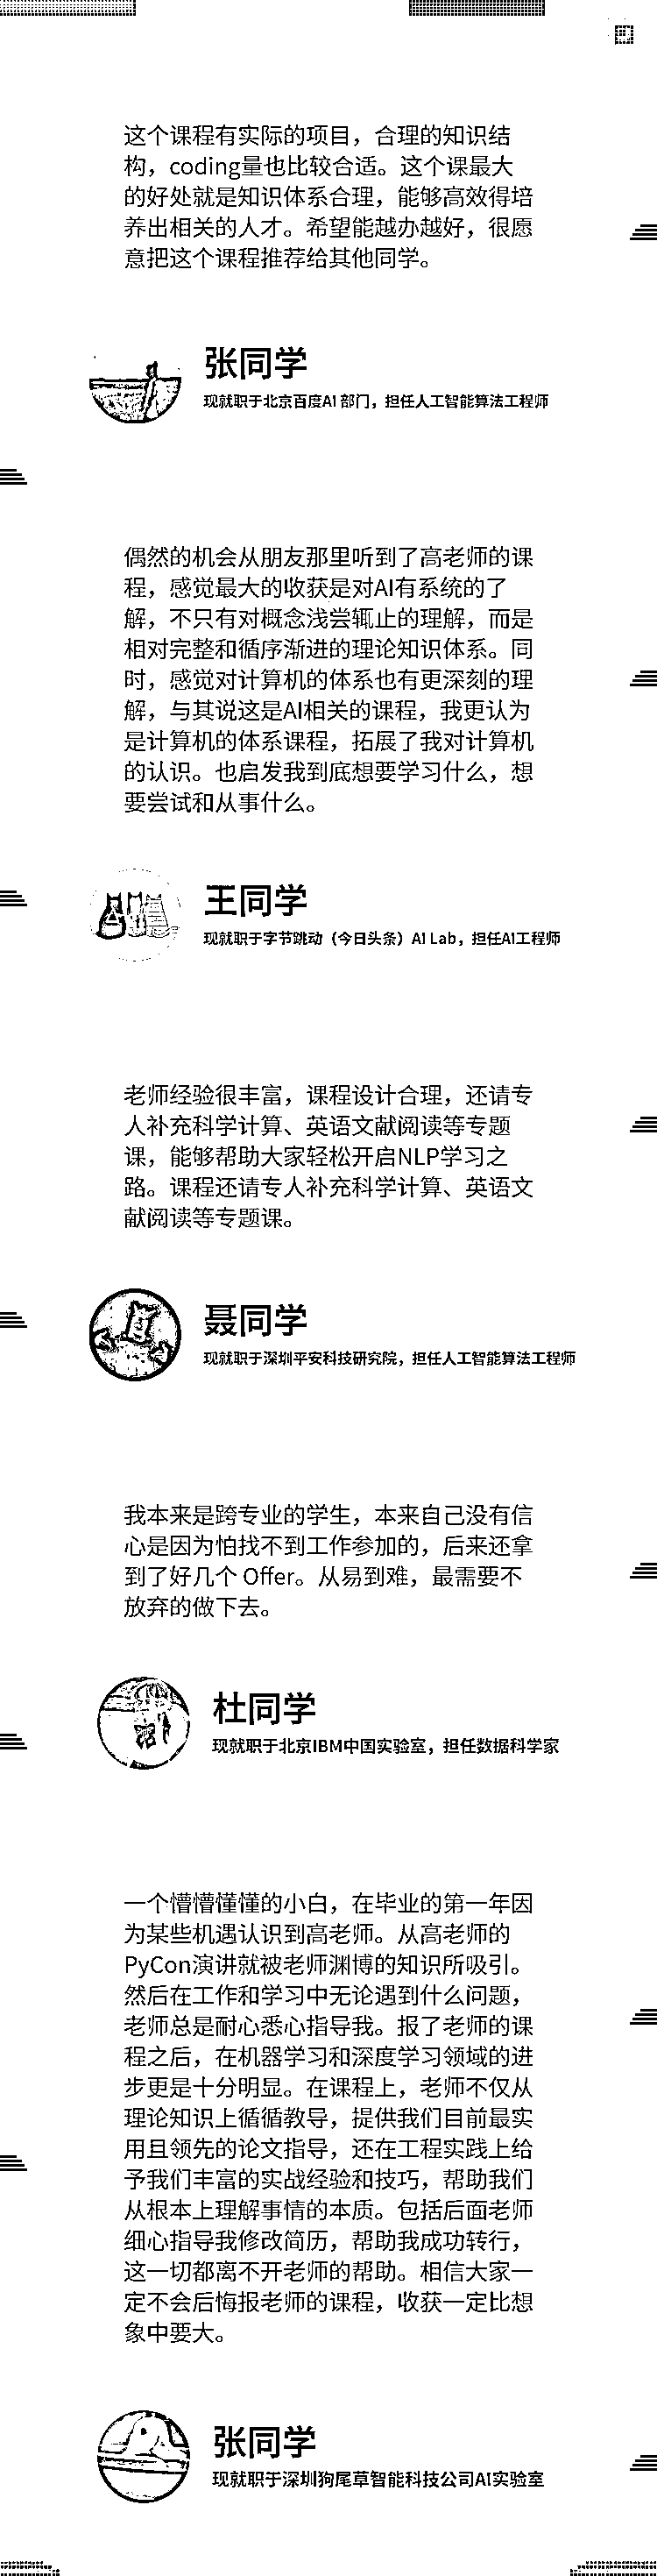 这个课程有实际的项目，合理的知识结
构，coding量也比较合适。这个课最大
的好处就是知识体系合理，能够高效得培
养出相关的人才。希望能越办越好，很愿
意把这个课程推荐给其他同学。
张同学
现就职于北京百度AI 部门，担任人工智能算法工程师
偶然的机会从朋友那里听到了高老师的课
程，感觉最大的收获是对AI有系统的了
解，不只有对概念浅尝辄止的理解，而是
相对完整和循序渐进的理论知识体系。同
时，感觉对计算机的体系也有更深刻的理
解，与其说这是AI相关的课程，我更认为
是计算机的体系课程，拓展了我对计算机
的认识。也启发我到底想要学习什么，想
要尝试和从事什么。
王同学
现就职于字节跳动（今日头条）AI Lab，担任AI工程师
老师经验很丰富，课程设计合理，还请专
人补充科学计算、英语文献阅读等专题
课，能够帮助大家轻松开启NLP学习之
路。课程还请专人补充科学计算、英语文
献阅读等专题课。
聂同学
现就职于深圳平安科技研究院，担任人工智能算法工程师
我本来是跨专业的学生，本来自己没有信
心是因为怕找不到工作参加的，后来还拿
到了好几个 Offer。从易到难，最需要不
放弃的做下去。
杜同学
现就职于北京IBM中国实验室，担任数据科学家
一个懵懵懂懂的小白，在毕业的第一年因
为某些机遇认识到高老师。从高老师的
PyCon演讲就被老师渊博的知识所吸引。
然后在工作和学习中无论遇到什么问题，
老师总是耐心悉心指导我。报了老师的课
程之后，在机器学习和深度学习领域的进
步更是十分明显。在课程上，老师不仅从
理论知识上循循教导，提供我们目前最实
用且领先的论文指导，还在工程实践上给
予我们丰富的实战经验和技巧，帮助我们
从根本上理解事情的本质。包括后面老师
细心指导我修改简历，帮助我成功转行，
这一切都离不开老师的帮助。相信大家一
定不会后悔报老师的课程，收获一定比想
象中要大。
张同学
现就职于深圳狗尾草智能科技公司AI实验室